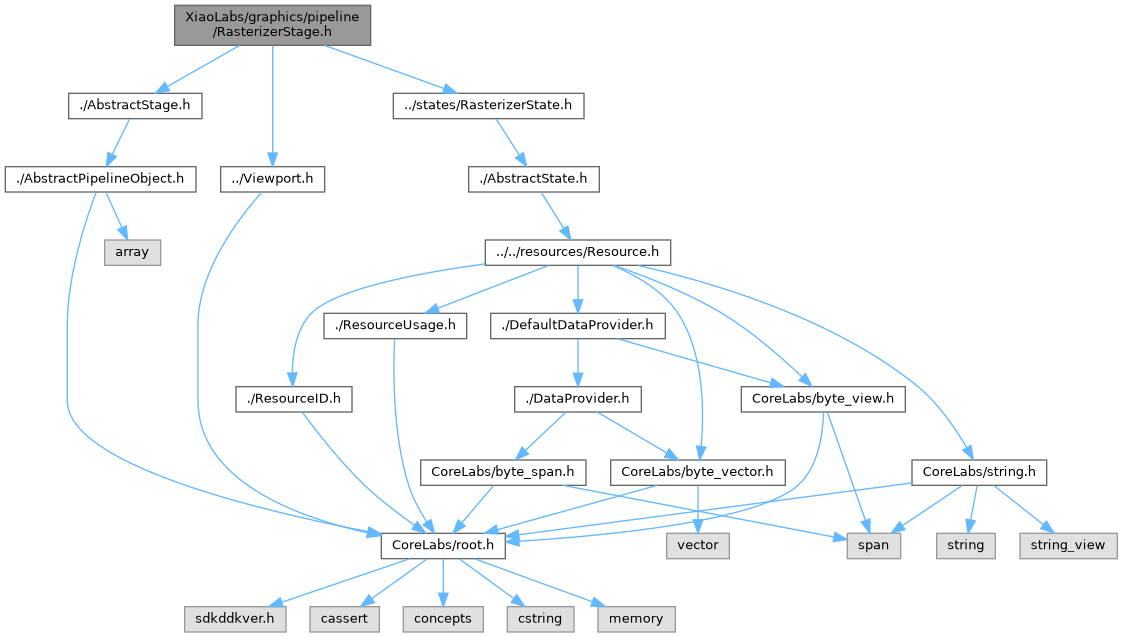 XiaoLabs/graphics/pipeline
/RasterizerStage.h
./AbstractStage.h
../states/RasterizerState.h
./AbstractPipelineObject.h
../Viewport.h
./AbstractState.h
array
../../resources/Resource.h
./ResourceUsage.h
./DefaultDataProvider.h
./ResourceID.h
./DataProvider.h
CoreLabs/byte_view.h
CoreLabs/byte_span.h
CoreLabs/byte_vector.h
CoreLabs/string.h
CoreLabs/root.h
vector
span
string
string_view
sdkddkver.h
cassert
concepts
cstring
memory